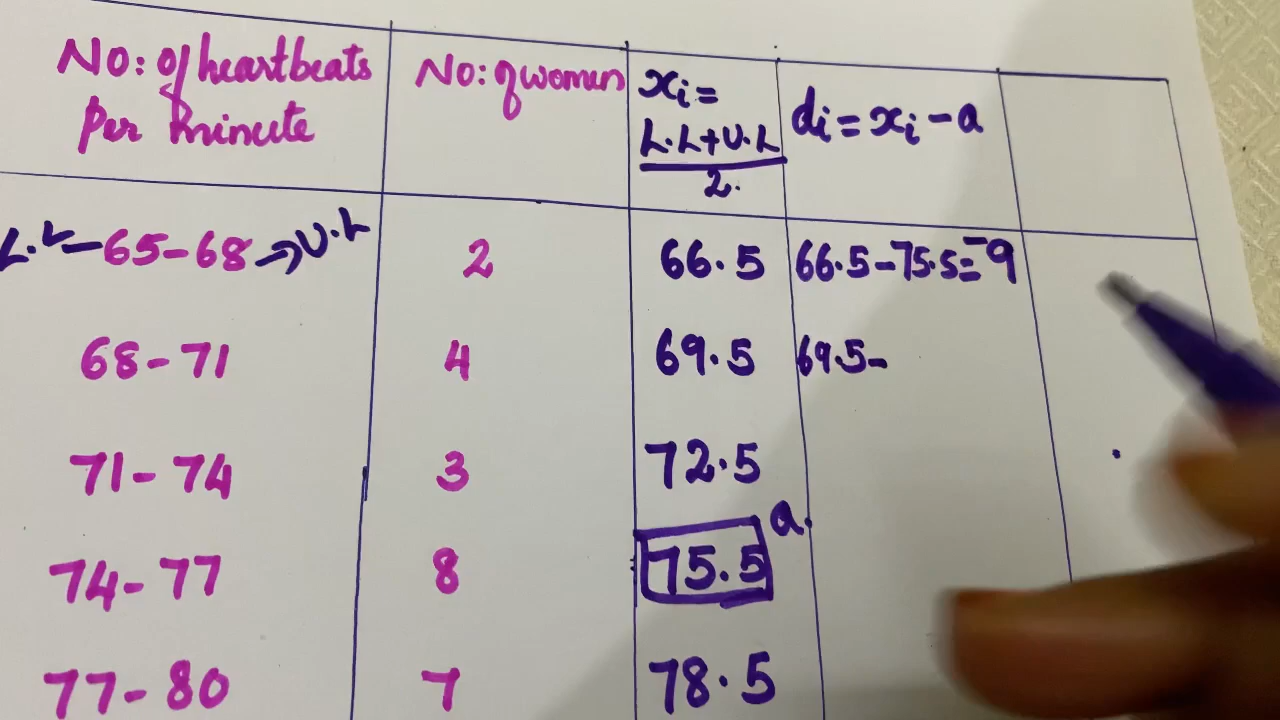 No: of heartbeats per minute
No: of women
xi = L.L+U.L / 2.
di = xi - a
L.L - 65-68 → U.L
2
66.5
66.5-75.5=-9
68-71
4
69.5
69.5-
71-74
3
72.5
74-77
8
75.5
a.
77-80
7
78.5